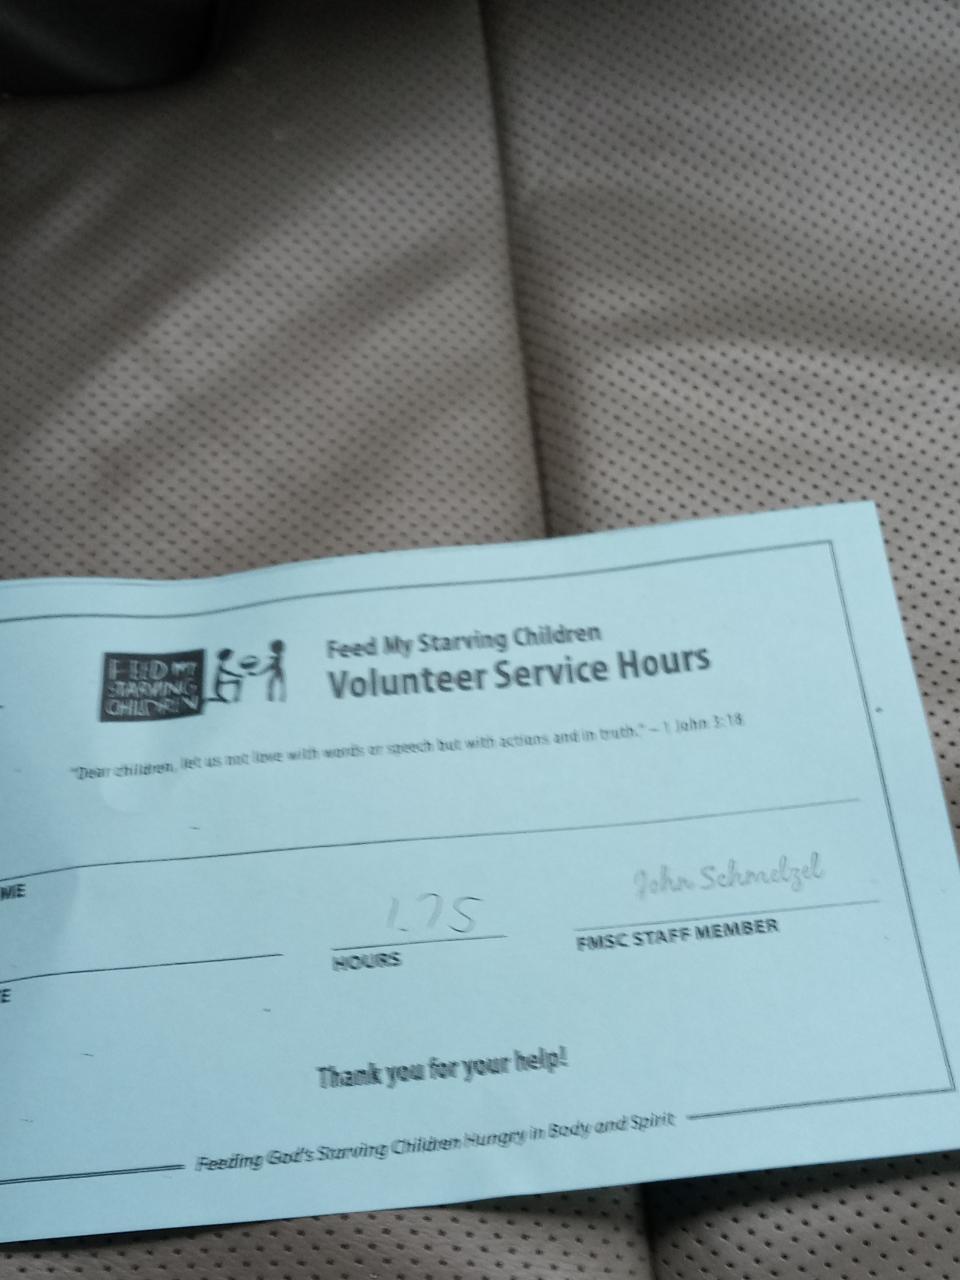 FEED MY
STARVING
CHILDREN
Feed My Starving Children
Volunteer Service Hours
"Dear children, let us not love with words or speech but with actions and in truth." – 1 John 3:18
ME
1.75
John Schmelzel
E
HOURS
FMSC STAFF MEMBER
Thank you for your help!
Feeding God's Starving Children Hungry in Body and Spirit